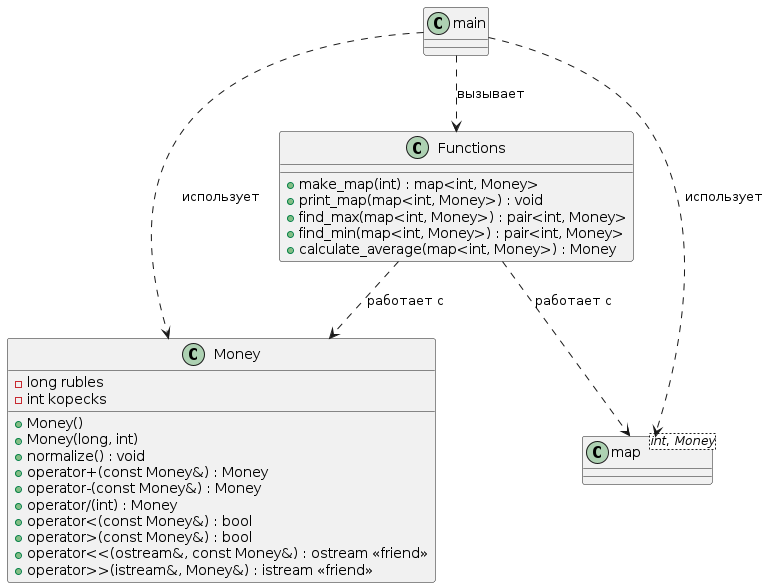 C main
вызывает
C Functions
make_map(int) : map<int, Money>
print_map(map<int, Money>) : void
find_max(map<int, Money>) : pair<int, Money>
find_min(map<int, Money>) : pair<int, Money>
calculate_average(map<int, Money>) : Money
использует
использует
работает с
работает с
C Money
long rubles
int kopecks
Money()
Money(long, int)
normalize() : void
operator+(const Money&) : Money
operator-(const Money&) : Money
operator/(int) : Money
operator<(const Money&) : bool
operator>(const Money&) : bool
operator<<(ostream&, const Money&) : ostream «friend»
operator>>(istream&, Money&) : istream «friend»
int, Money
C map